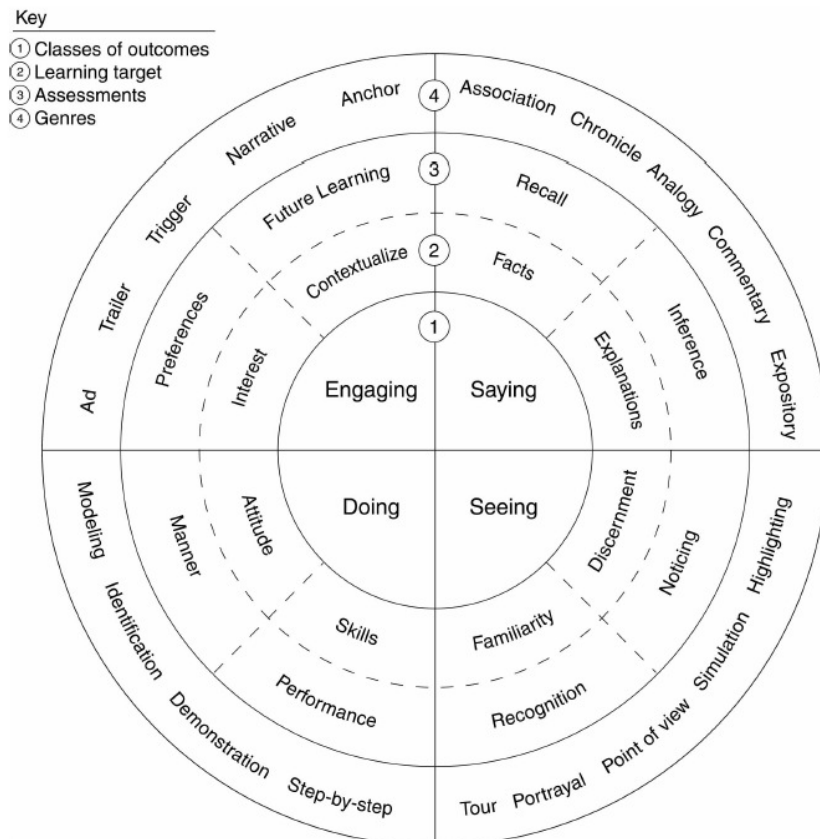 Key
1 Classes of outcomes
2 Learning target
3 Assessments
4 Genres
Ad
Trailer
Trigger
Narrative
Anchor
4
Association
Chronicle
Analogy
Commentary
Expository
Preferences
Future Learning
3
Recall
Inference
Interest
Contextualize
2
Facts
Explanations
1
Engaging
Saying
Doing
Seeing
Attitude
Skills
Familiarity
Discernment
Manner
Performance
Recognition
Noticing
Modeling
Identification
Demonstration
Step-by-step
Tour
Portrayal
Point of view
Simulation
Highlighting